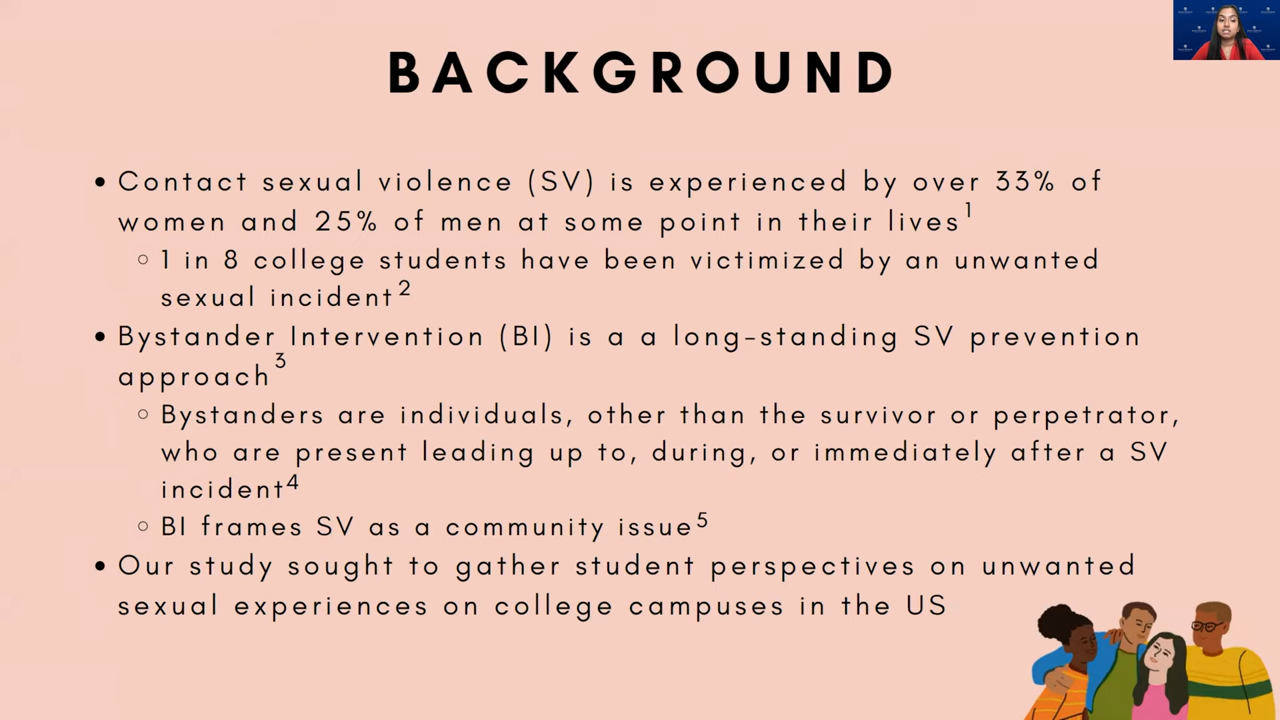 BACKGROUND
• Contact sexual violence (SV) is experienced by over 33% of
women and 25% of men at some point in their lives¹
◦ 1 in 8 college students have been victimized by an unwanted
sexual incident²
• Bystander Intervention (BI) is a a long-standing SV prevention
approach³
◦ Bystanders are individuals, other than the survivor or perpetrator,
who are present leading up to, during, or immediately after a SV
incident⁴
◦ BI frames SV as a community issue⁵
• Our study sought to gather student perspectives on unwanted
sexual experiences on college campuses in the US